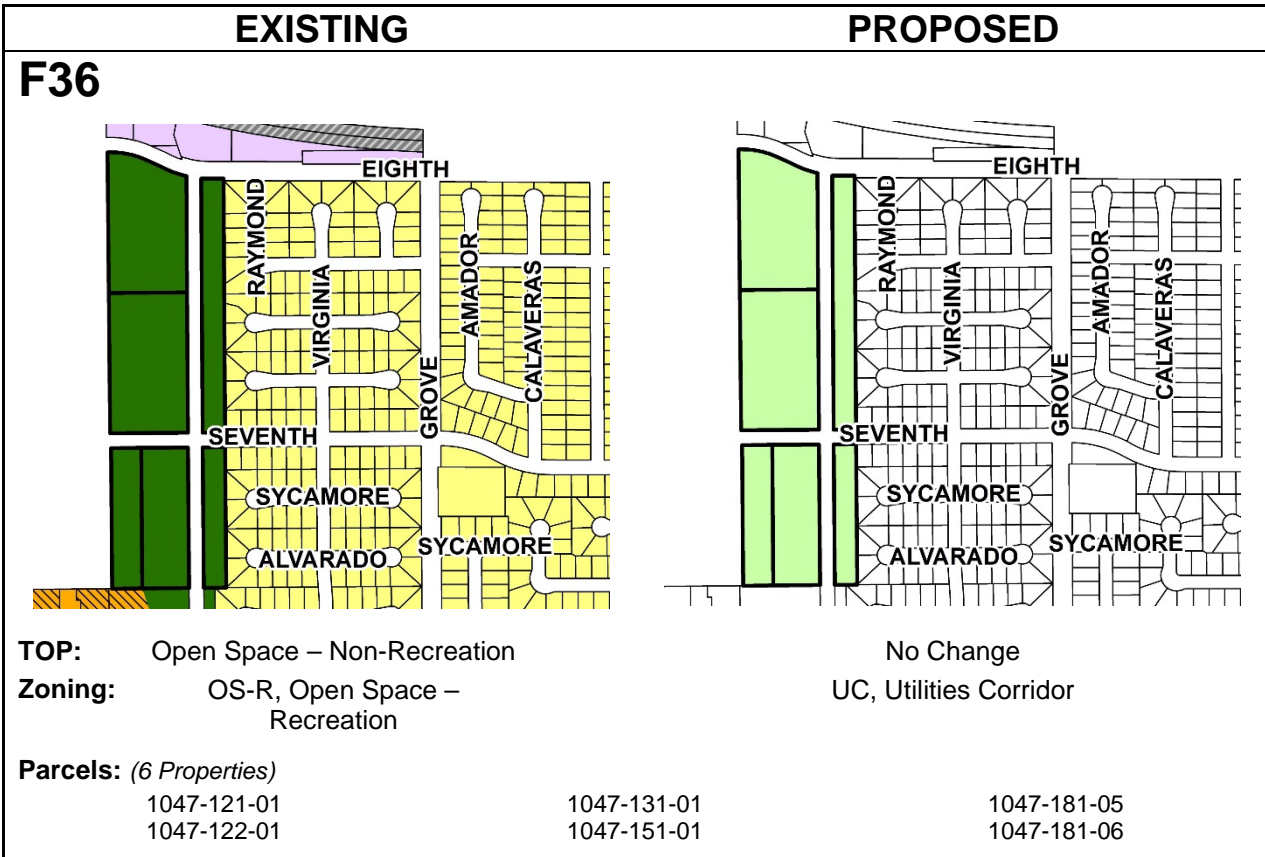 EXISTING PROPOSED
F36
EIGHTH
RAYMOND
VIRGINIA
AMADOR
CALAVERAS
GROVE
SEVENTH
SYCAMORE
SYCAMORE
ALVARADO
EIGHTH
RAYMOND
VIRGINIA
AMADOR
CALAVERAS
GROVE
SEVENTH
SYCAMORE
SYCAMORE
ALVARADO
TOP: Open Space – Non-Recreation No Change
Zoning: OS-R, Open Space – UC, Utilities Corridor
Recreation
Parcels: (6 Properties)
1047-121-01 1047-131-01 1047-181-05
1047-122-01 1047-151-01 1047-181-06